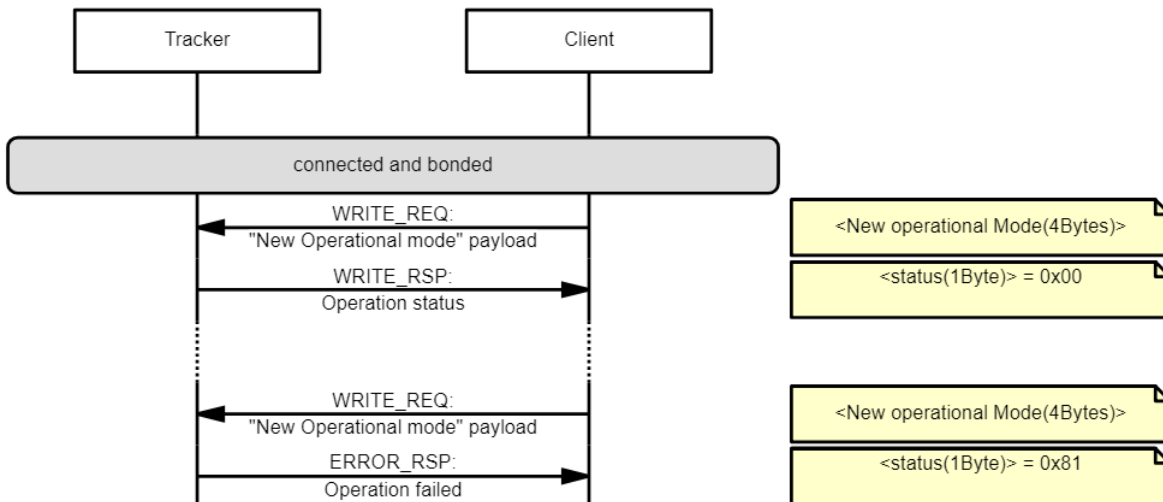 Tracker
Client
connected and bonded
WRITE_REQ:
"New Operational mode" payload
<New operational Mode(4Bytes)>
WRITE_RSP:
Operation status
<status(1Byte)> = 0x00
WRITE_REQ:
"New Operational mode" payload
<New operational Mode(4Bytes)>
ERROR_RSP:
Operation failed
<status(1Byte)> = 0x81